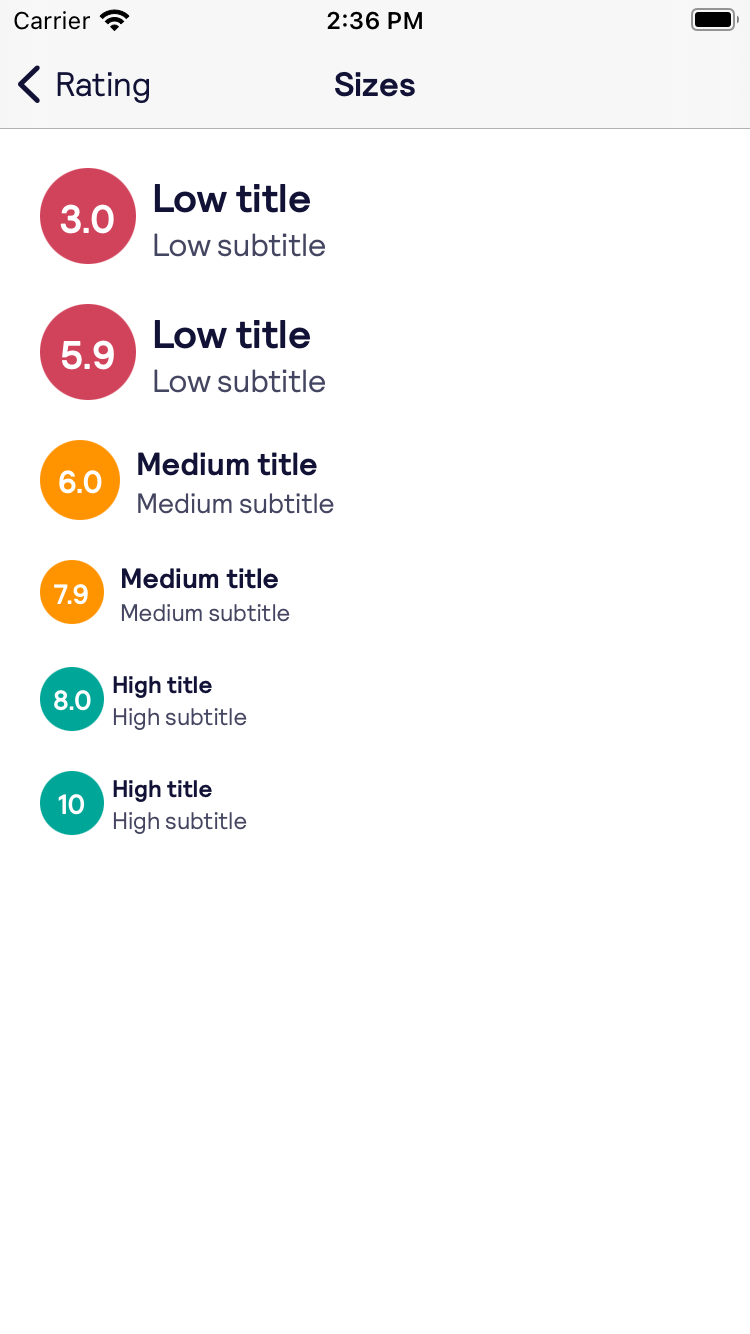 Carrier 2:36 PM
Rating Sizes
3.0 Low title
Low subtitle
5.9 Low title
Low subtitle
6.0 Medium title
Medium subtitle
7.9 Medium title
Medium subtitle
8.0 High title
High subtitle
10 High title
High subtitle